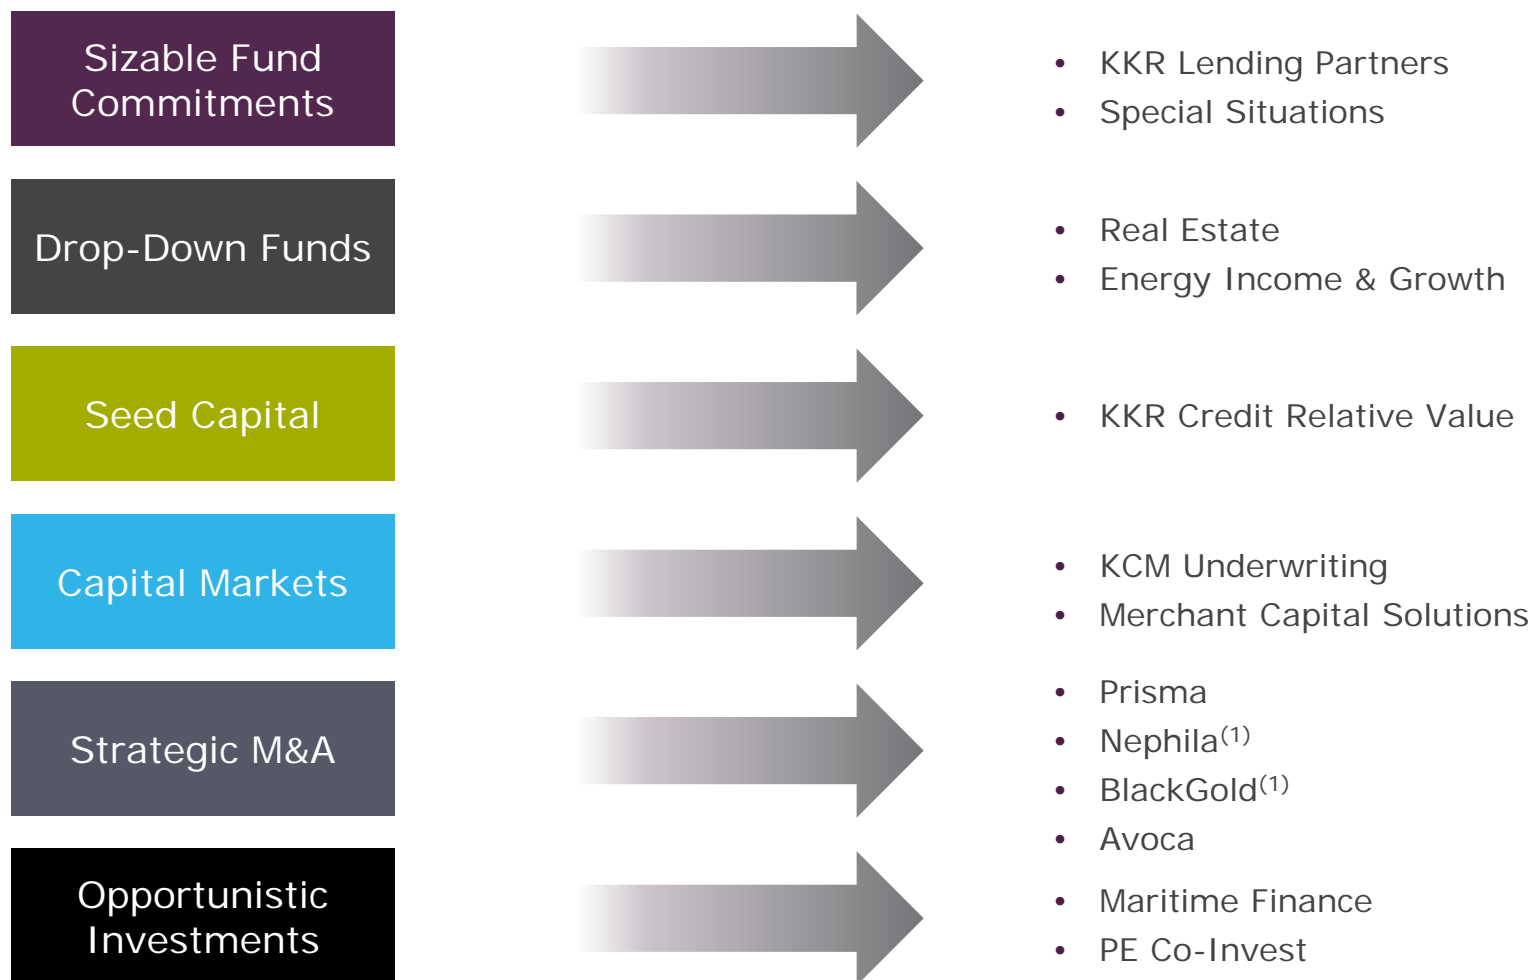 Sizable Fund
Commitments
• KKR Lending Partners
• Special Situations
Drop-Down Funds
• Real Estate
• Energy Income & Growth
Seed Capital
• KKR Credit Relative Value
Capital Markets
• KCM Underwriting
• Merchant Capital Solutions
Strategic M&A
• Prisma
• Nephila(1)
• BlackGold(1)
• Avoca
Opportunistic
Investments
• Maritime Finance
• PE Co-Invest